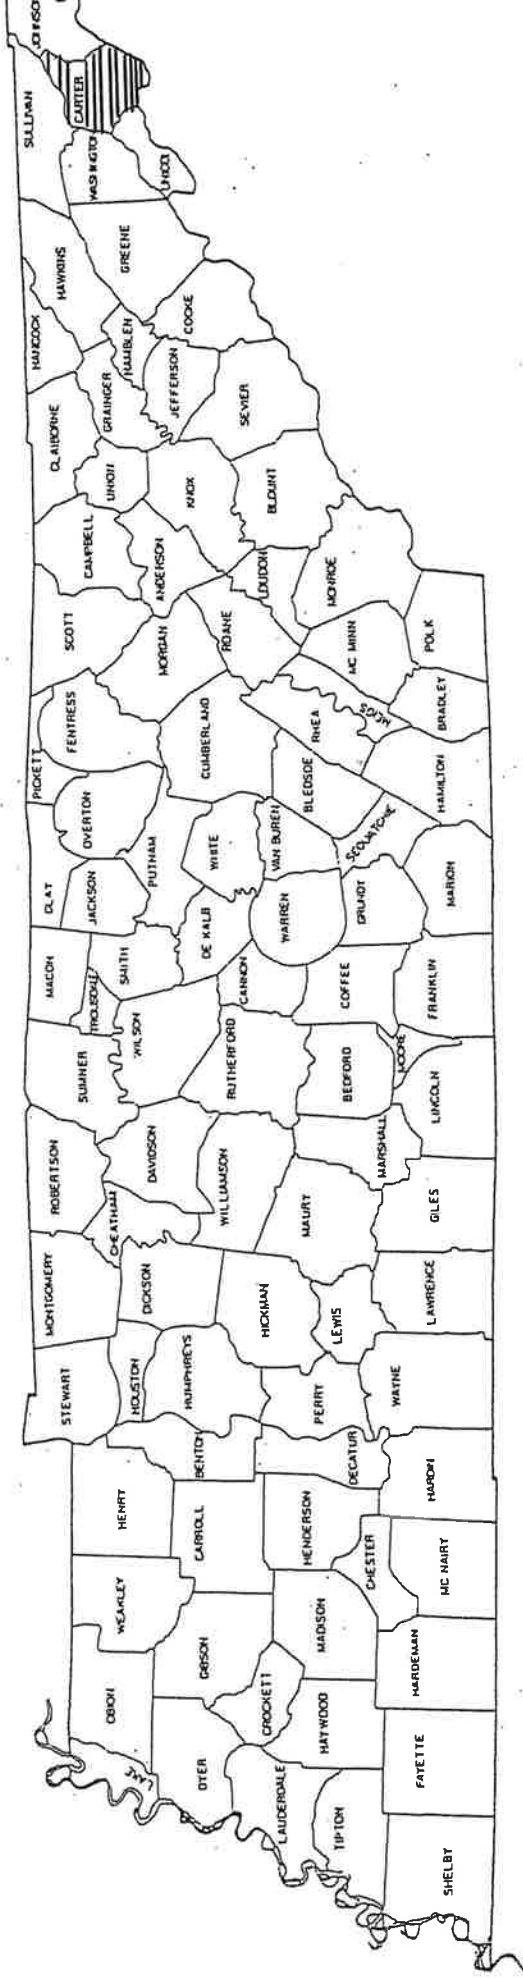 JOHNSO
CARTER
SULLIVAN
WASHINGTON
UNICOI
HAWKINS
GREENE
HANCOCK
HAMBLEN
COCKE
GRAINGER
JEFFERSON
CLAIBORNE
SEVIER
UNION
KNOX
BLOUNT
CAMPBELL
ANDERSON
LOUDON
MONROE
SCOTT
MORGAN
ROANE
MC MINN
POLK
FENTRESS
CUMBERLAND
RHEA
MEIGS
BRADLEY
PICKETT
OVERTON
BLEDSOE
HAMILTON
PUTNAM
WHITE
VAN BUREN
SEQUATCHIE
CLAY
JACKSON
DE KALB
WARREN
GRUNDY
MARION
MACON
SMITH
TROUSDALE
CANNON
COFFEE
FRANKLIN
SUMNER
WILSON
RUTHERFORD
BEDFORD
MOORE
LINCOLN
ROBERTSON
DAVIDSON
WILLIAMSON
MARSHALL
CHEATHAM
MAURY
GILES
MONTGOMERY
DICKSON
HICKMAN
LEWIS
LAWRENCE
STEWART
HOUSTON
HUMPHREYS
PERRY
WAYNE
BENTON
DECATUR
HARDIN
HENRY
CARROLL
HENDERSON
CHESTER
MC NAIRY
WEAKLEY
GIBSON
MADISON
HARDEMAN
OBION
CROCKETT
HAYWOOD
FAYETTE
LAKE
DYER
LAUDERDALE
TIPTON
SHELBY